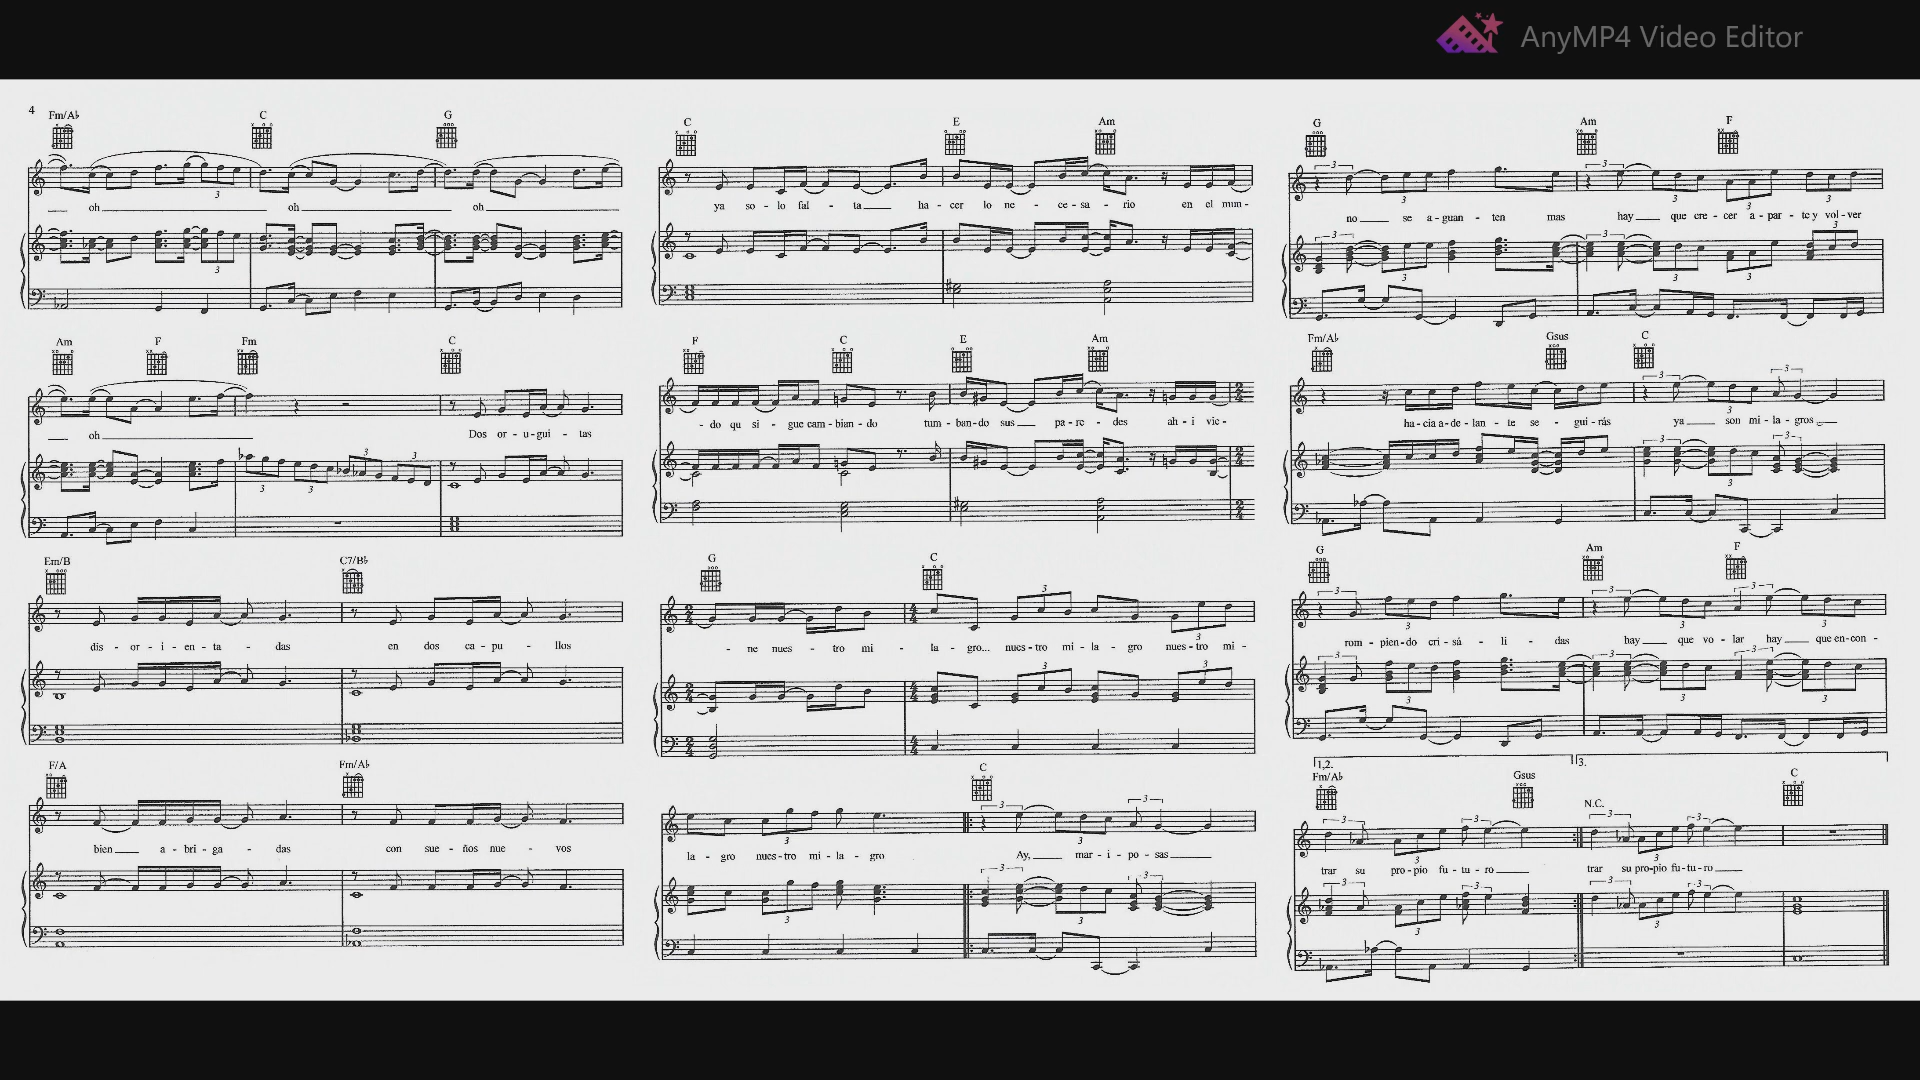 AnyMP4 Video Editor
4
Fm/A♭ C G
oh oh oh
Am F Fm C
oh Dos or-u-gui-tas
Em/B C7/B♭
dis-or-i-en-ta-das en dos ca-pu-llos
F/A Fm/A♭
bien a-bri-ga-das con sue-ños nue-vos
C E Am
ya so-lo fal-ta ha-cer lo ne-ce-sa-rio en el mun-
F C E Am
-do qu si-gue cam-bian-do tum-ban-do sus pa-re-des ah-i vie-
G C
-ne nues-tro mi-la-gro... nues-tro mi-la-gro nues-tro mi-
C
la-gro nues-tro mi-la-gro Ay, mar-i-po-sas
G Am F
no se a-guan-ten mas hay que cre-cer a-par-te y vol-ver
Fm/A♭ Gsus C
ha-cia a-de-lan-te se-gui-rás ya son mi-la-gros
G Am F
rom-pien-do cri-sá-li-das hay que vo-lar hay que en-con-
1,2. 3.
Fm/A♭ Gsus N.C. C
trar su pro-pio fu-tu-ro trar su pro-pio fu-tu-ro